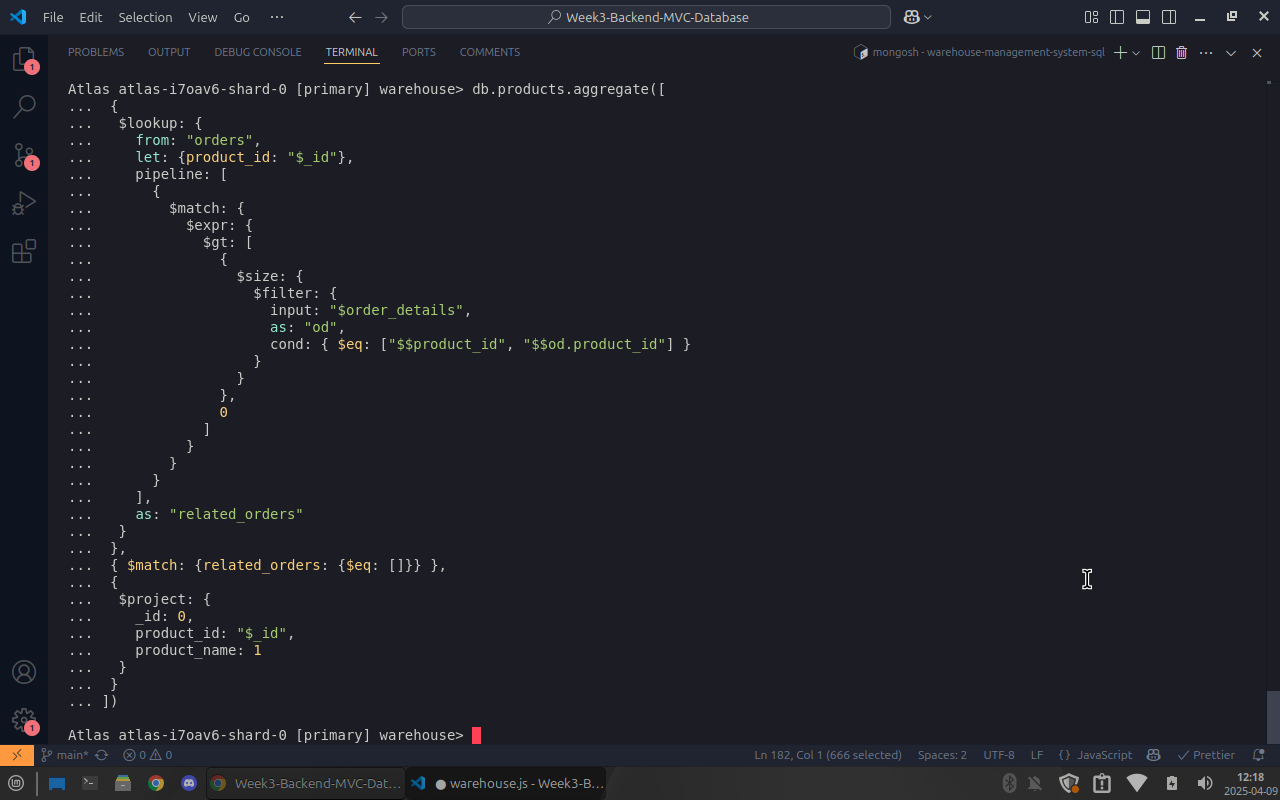 File Edit Selection View Go ··· Week3-Backend-MVC-Database
PROBLEMS OUTPUT DEBUG CONSOLE TERMINAL PORTS COMMENTS mongosh - warehouse-management-system-sql
1
1
1
1
Atlas atlas-i7oav6-shard-0 [primary] warehouse> db.products.aggregate([
...  {
...   $lookup: {
...     from: "orders",
...     let: {product_id: "$_id"},
...     pipeline: [
...       {
...         $match: {
...           $expr: {
...             $gt: [
...               {
...                 $size: {
...                   $filter: {
...                     input: "$order_details",
...                     as: "od",
...                     cond: { $eq: ["$$product_id", "$$od.product_id"] }
...                   }
...                 }
...               },
...               0
...             ]
...           }
...         }
...       }
...     ],
...     as: "related_orders"
...   }
...  },
...  { $match: {related_orders: {$eq: []}} },
...  {
...   $project: {
...     _id: 0,
...     product_id: "$_id",
...     product_name: 1
...   }
...  }
... ])
Atlas atlas-i7oav6-shard-0 [primary] warehouse>
main* 0 0 Ln 182, Col 1 (666 selected) Spaces: 2 UTF-8 LF {} JavaScript Prettier
Week3-Backend-MVC-Dat... ● warehouse.js - Week3-B...
12:18
2025-04-09